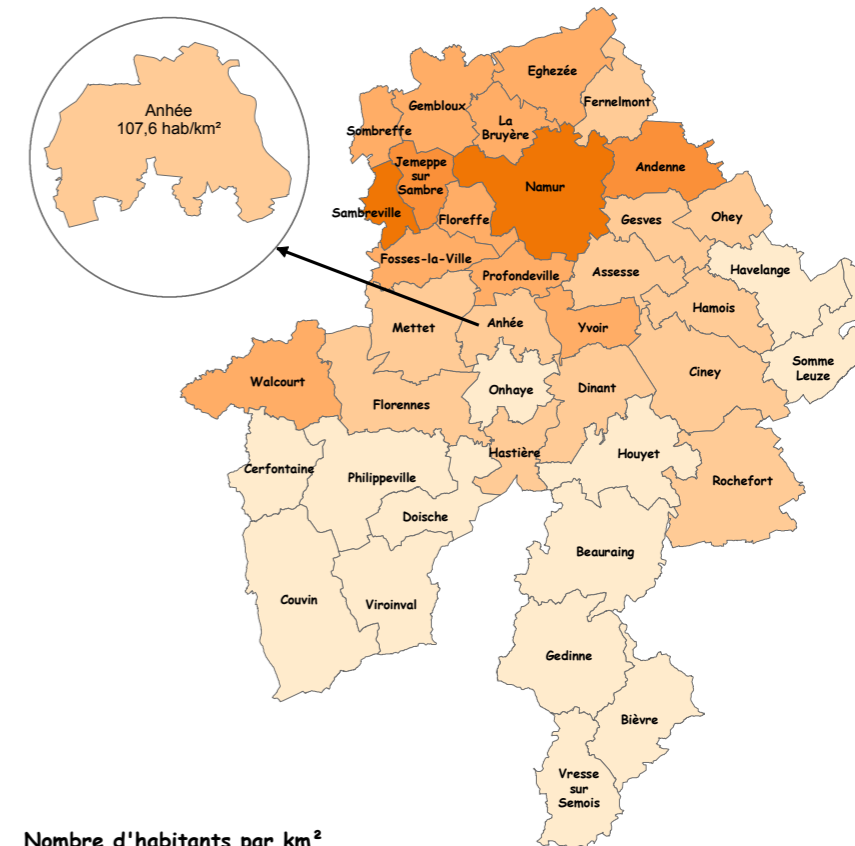 Anhée
107,6 hab/km²
Eghezée
Fernelmont
Gembloux
La
Bruyère
Sombreffe
Jemeppe
sur
Sambre
Andenne
Namur
Sambreville
Floreffe
Gesves
Ohey
Fosses-la-Ville
Profondeville
Assesse
Havelange
Hamois
Mettet
Anhée
Yvoir
Somme
Leuze
Ciney
Walcourt
Onhaye
Dinant
Florennes
Hastière
Houyet
Cerfontaine
Philippeville
Rochefort
Doische
Beauraing
Couvin
Viroinval
Gedinne
Bièvre
Vresse
sur
Semois
Nombre d'habitants par km²